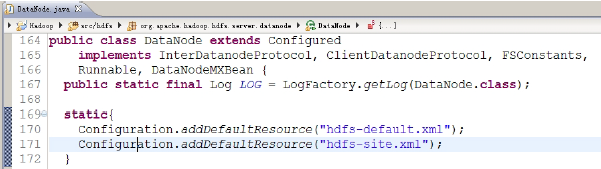 DataNode.java
Hadoop src/hdfs org.apache.hadoop.hdfs.server.datanode DataNode {...}
164 public class DataNode extends Configured
165 implements InterDatanodeProtocol, ClientDatanodeProtocol, FSConstants,
166 Runnable, DataNodeMXBean {
167 public static final Log LOG = LogFactory.getLog(DataNode.class);
168
169 static{
170 Configuration.addDefaultResource("hdfs-default.xml");
171 Configuration.addDefaultResource("hdfs-site.xml");
172 }